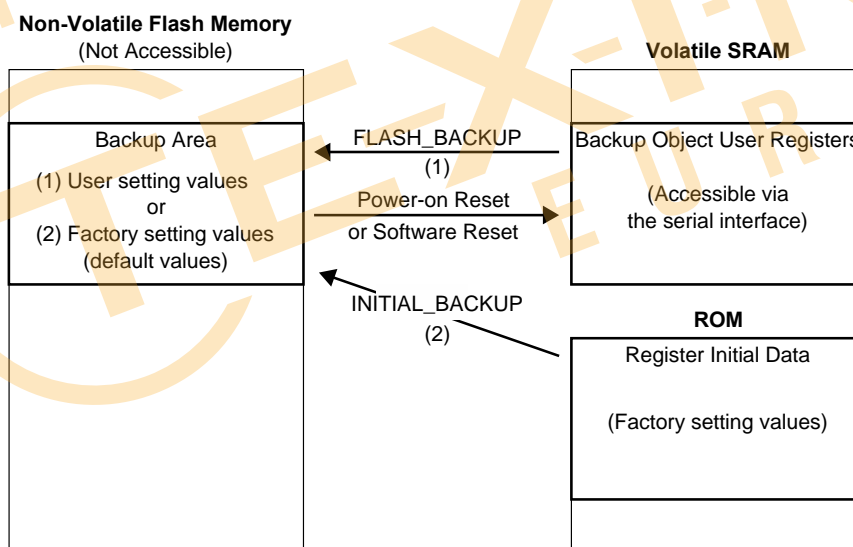 Non-Volatile Flash Memory
(Not Accessible)
Volatile SRAM
Backup Area
(1) User setting values
or
(2) Factory setting values
(default values)
FLASH_BACKUP
(1)
Power-on Reset
or Software Reset
Backup Object User Registers
(Accessible via
the serial interface)
INITIAL_BACKUP
(2)
ROM
Register Initial Data
(Factory setting values)
TE-X-T
EUR